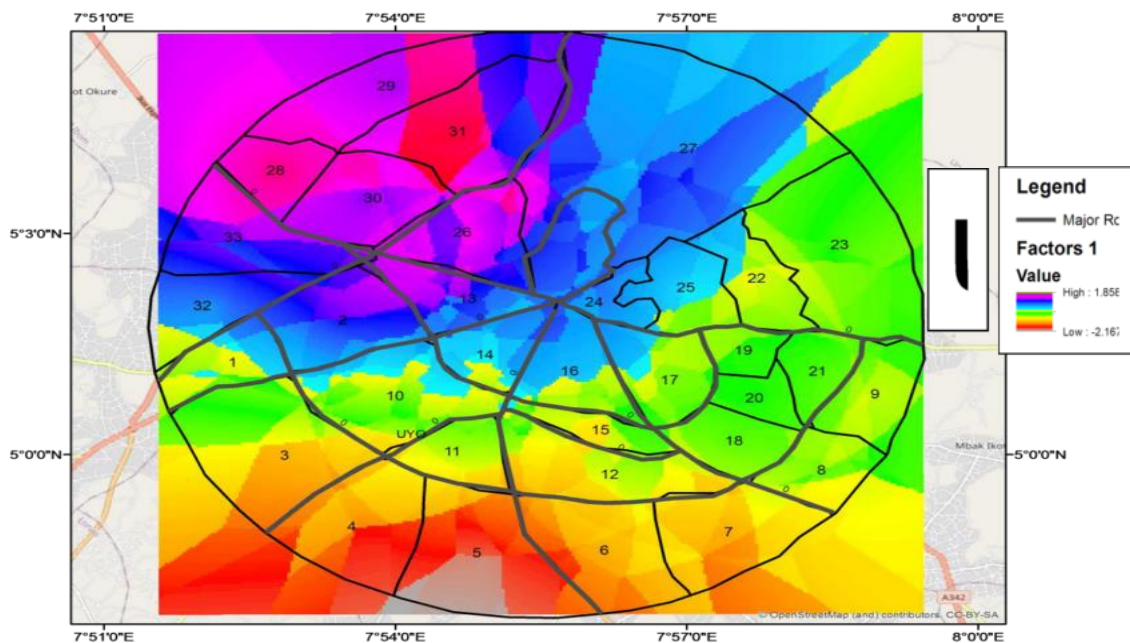 7°51'0"E 7°54'0"E 7°57'0"E 8°0'0"E
ot Okure
29
31
27
28
30
5°3'0"N
33
26
23
22
25
32
13
24
2
14
1
16
19
17
21
10
20
9
15
UYO
18
11
3
12
8
5°0'0"N
Mbak Iko
4
7
5
6
A342
© OpenStreetMap (and) contributors, CC-BY-SA
7°51'0"E 7°54'0"E 7°57'0"E 8°0'0"E
Legend
Major Ro
Factors 1
Value
High : 1.858
Low : -2.167
5°3'0"N
5°0'0"N